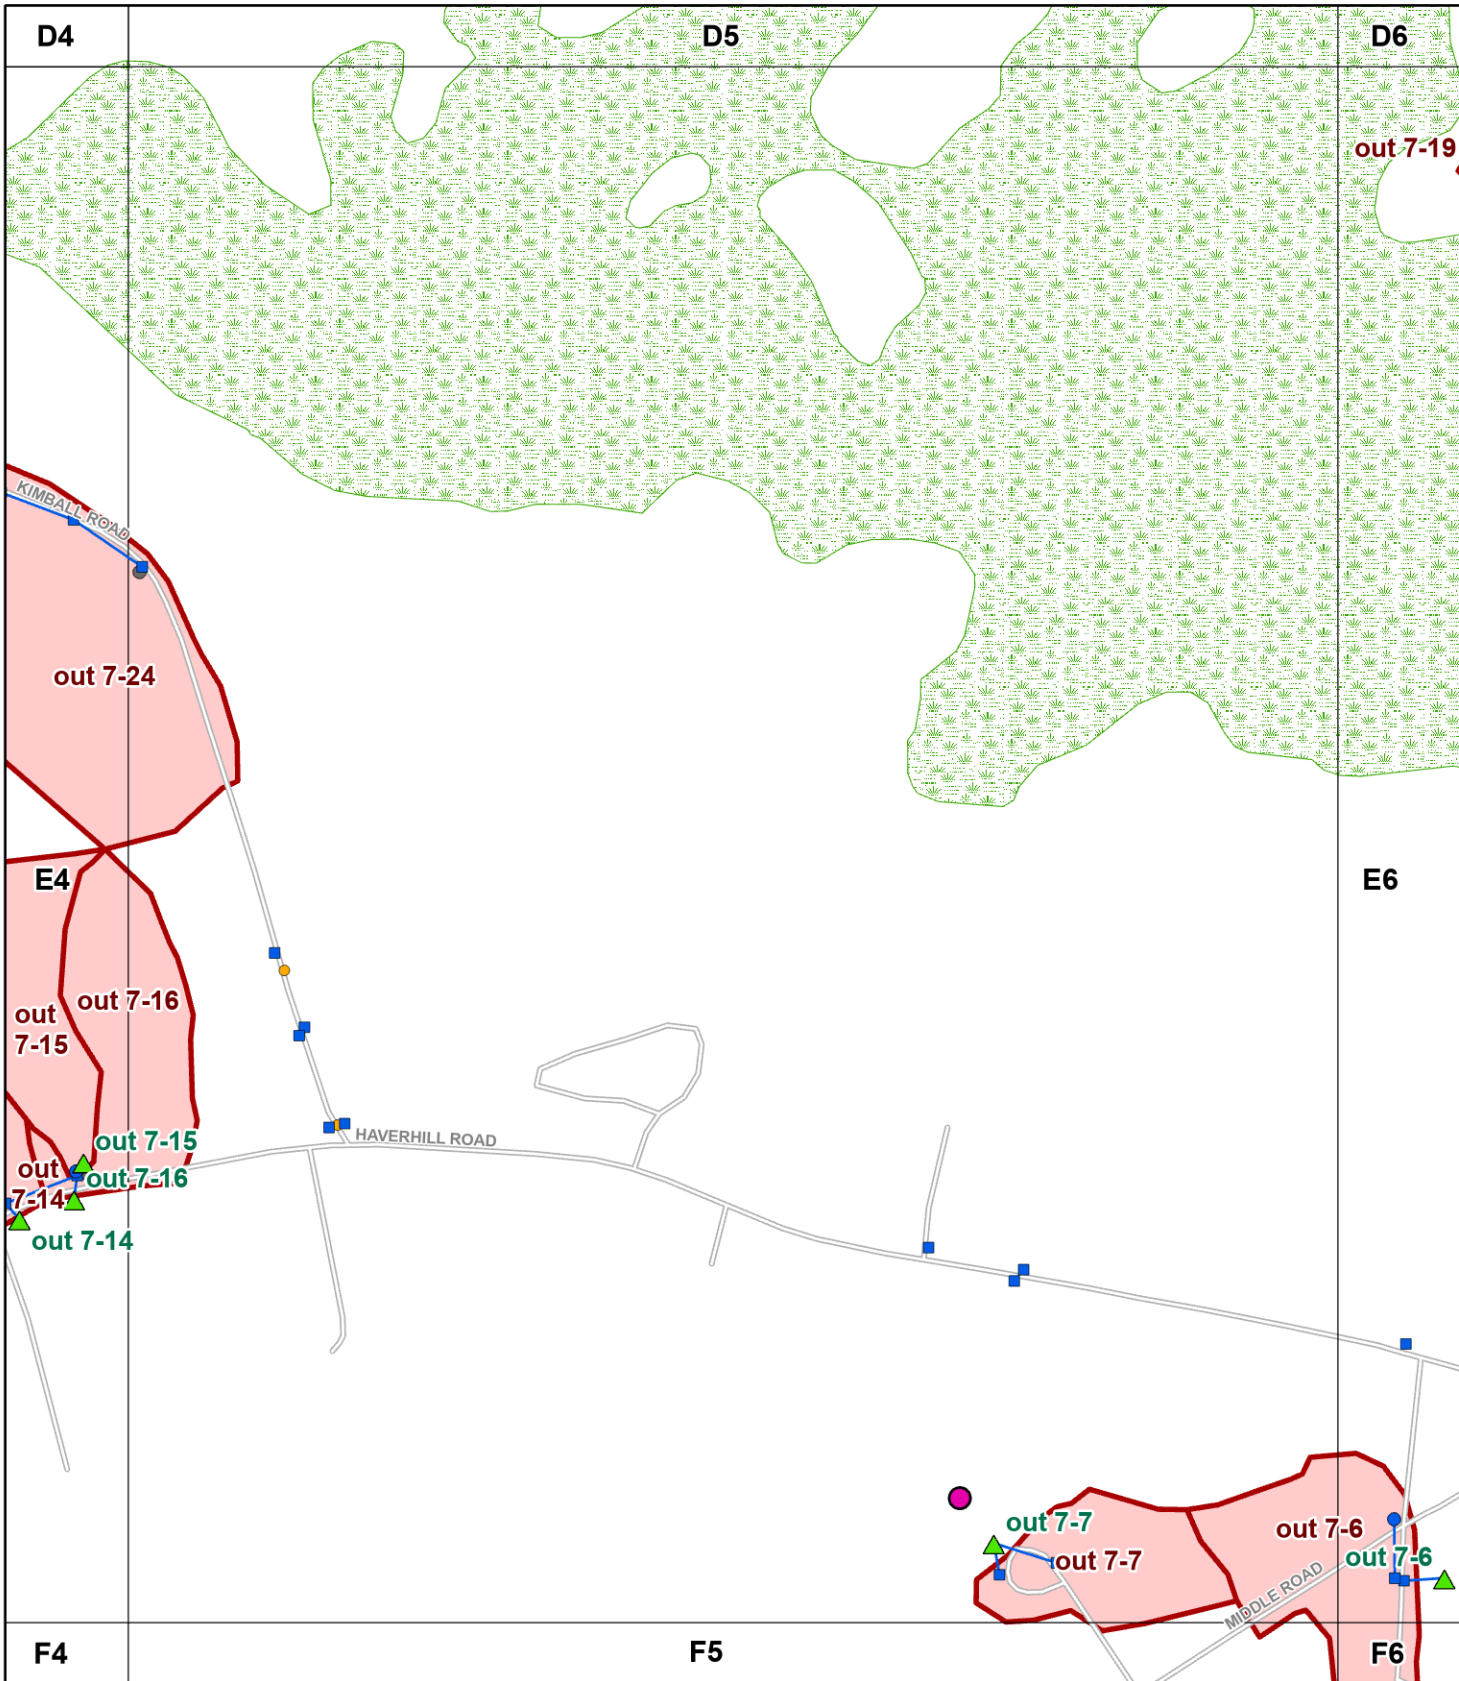 D4
D5
D6
out 7-19
KIMBALL ROAD
out 7-24
E4
E6
out 7-16
out
7-15
HAVERHILL ROAD
out 7-15
out
7-14
out 7-16
out 7-14
out 7-7
out 7-6
out 7-7
out 7-6
MIDDLE ROAD
F4
F5
F6